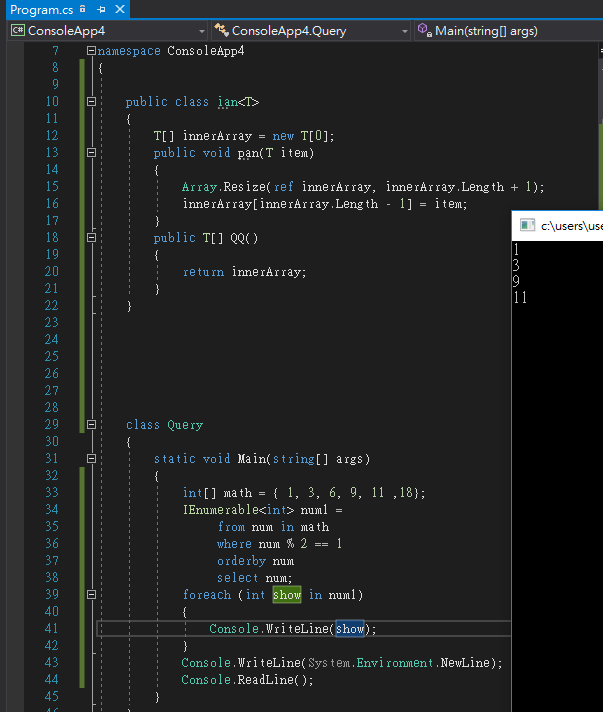 Program.cs
ConsoleApp4 ConsoleApp4.Query Main(string[] args)
7 namespace ConsoleApp4
8 {
9
10 public class ian<T>
11 {
12 T[] innerArray = new T[0];
13 public void pan(T item)
14 {
15 Array.Resize(ref innerArray, innerArray.Length + 1);
16 innerArray[innerArray.Length - 1] = item;
17 }
18 public T[] QQ()
19 {
20 return innerArray;
21 }
22 }
23
24
25
26
27
28
29 class Query
30 {
31 static void Main(string[] args)
32 {
33 int[] math = { 1, 3, 6, 9, 11 ,18};
34 IEnumerable<int> num1 =
35 from num in math
36 where num % 2 == 1
37 orderby num
38 select num;
39 foreach (int show in num1)
40 {
41 Console.WriteLine(show);
42 }
43 Console.WriteLine(System.Environment.NewLine);
44 Console.ReadLine();
45 }
46 }
c:\users\use
1
3
9
11